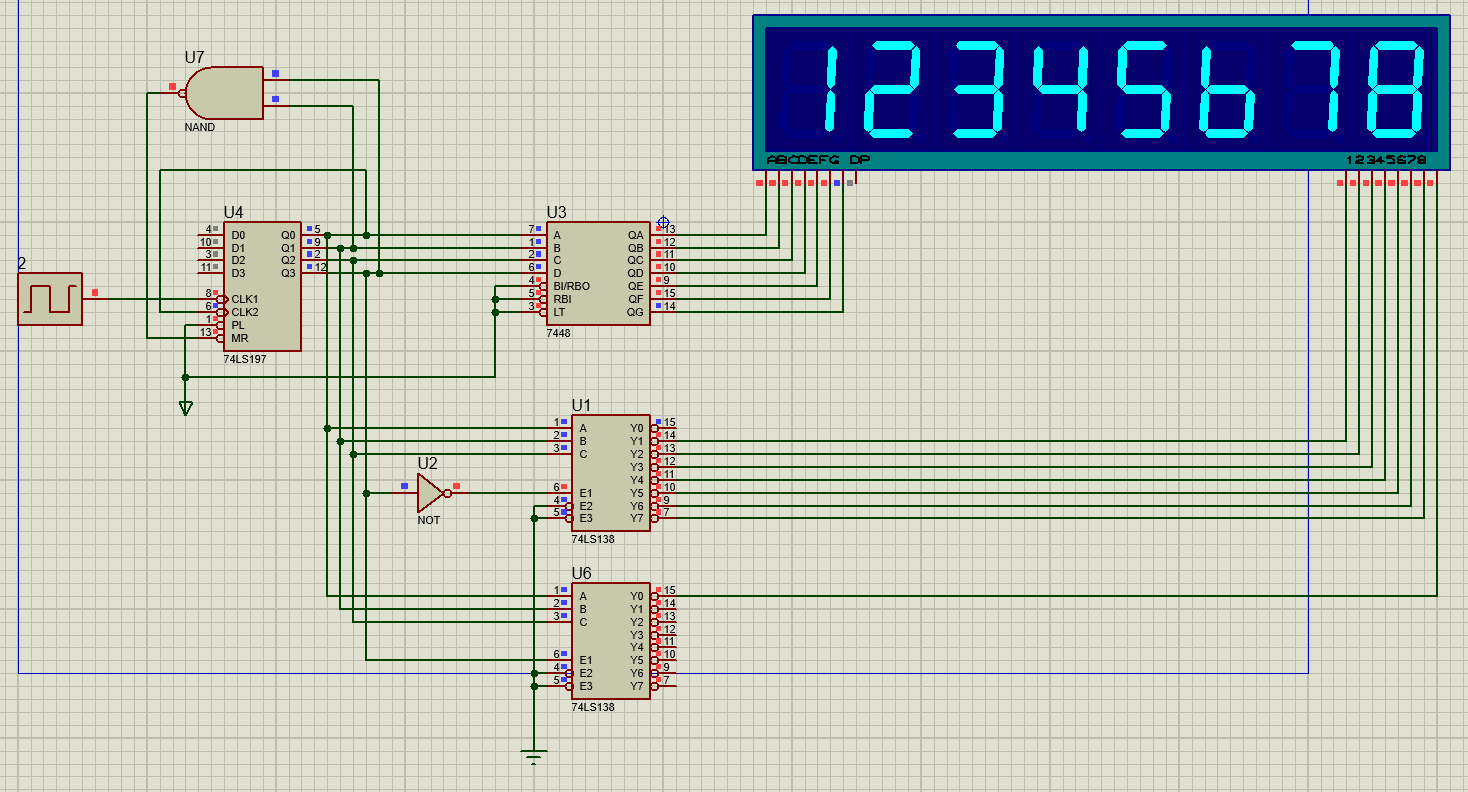 U7
NAND
12345678
ABCDEFG DP
12345678
2
U4
4 D0 Q0 5
10 D1 Q1 9
3 D2 Q2 2
11 D3 Q3 12
8 CLK1
6 CLK2
1 PL
13 MR
74LS197
U3
7 A QA 13
1 B QB 12
2 C QC 11
6 D QD 10
4 BI/RBO QE 9
5 RBI QF 15
3 LT QG 14
7448
U1
1 A Y0 15
2 B Y1 14
3 C Y2 13
Y3 12
Y4 11
6 E1 Y5 10
4 E2 Y6 9
5 E3 Y7 7
74LS138
U2
NOT
U6
1 A Y0 15
2 B Y1 14
3 C Y2 13
Y3 12
Y4 11
6 E1 Y5 10
4 E2 Y6 9
5 E3 Y7 7
74LS138